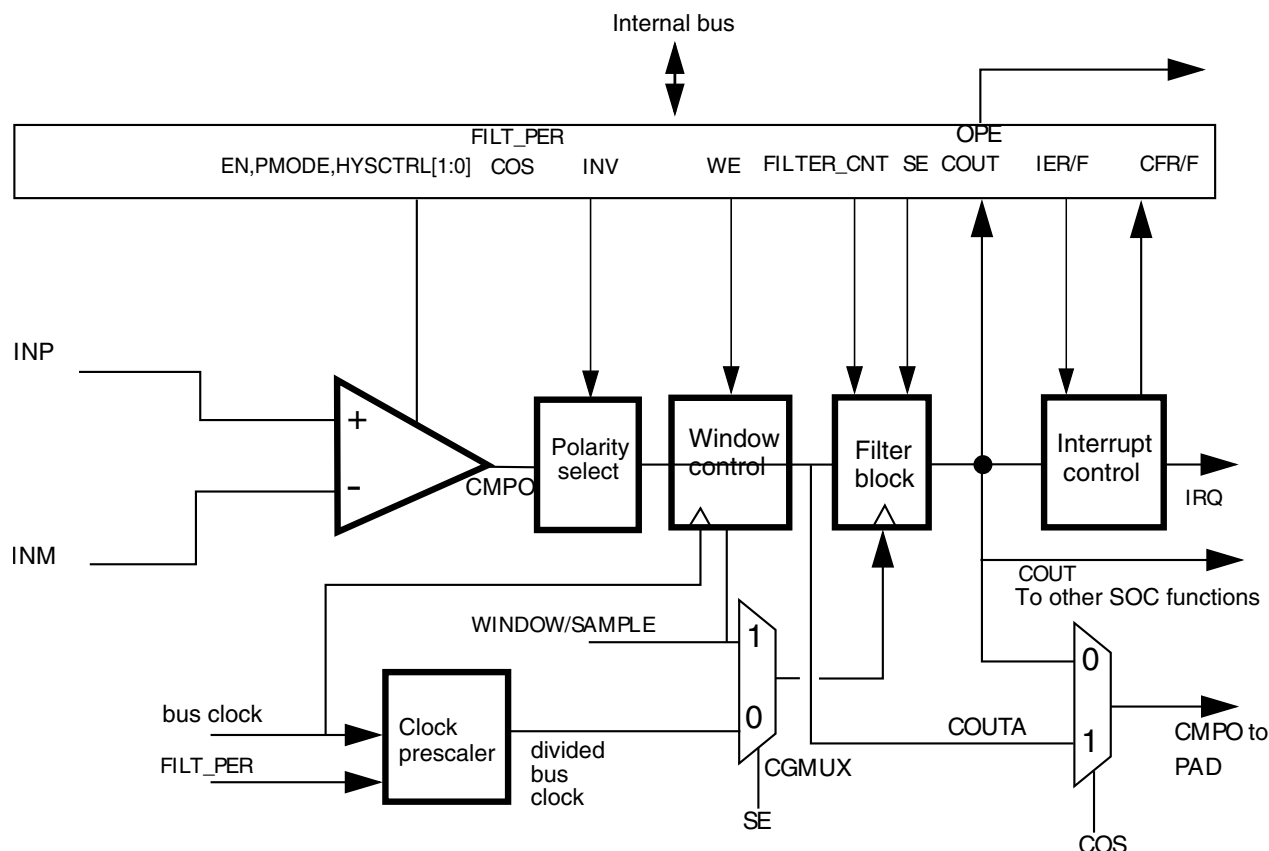 Internal bus
FILT_PER
OPE
EN,PMODE,HYSCTRL[1:0]
COS
INV
WE
FILTER_CNT
SE
COUT
IER/F
CFR/F
INP
INM
+
-
CMPO
Polarity
select
Window
control
Filter
block
Interrupt
control
IRQ
COUT
To other SOC functions
WINDOW/SAMPLE
1
0
CGMUX
SE
bus clock
FILT_PER
Clock
prescaler
divided
bus
clock
COUTA
0
1
CMPO to
PAD
COS